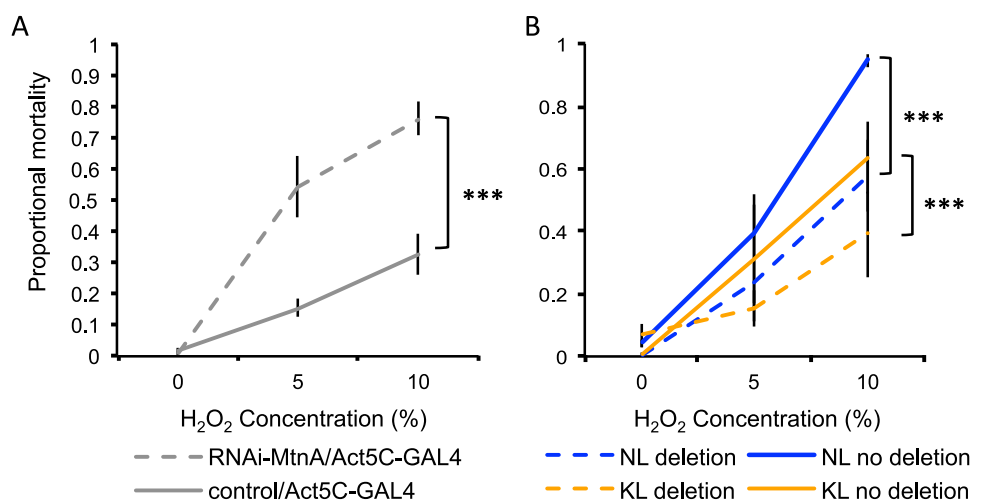 A
B
1
0.9
0.8
0.7
0.6
0.5
0.4
0.3
0.2
0.1
0
Proportional mortality
0 5 10
H₂O₂ Concentration (%)
***
RNAi-MtnA/Act5C-GAL4
control/Act5C-GAL4
1
0.8
0.6
0.4
0.2
0
0 5 10
H₂O₂ Concentration (%)
***
***
NL deletion NL no deletion
KL deletion KL no deletion